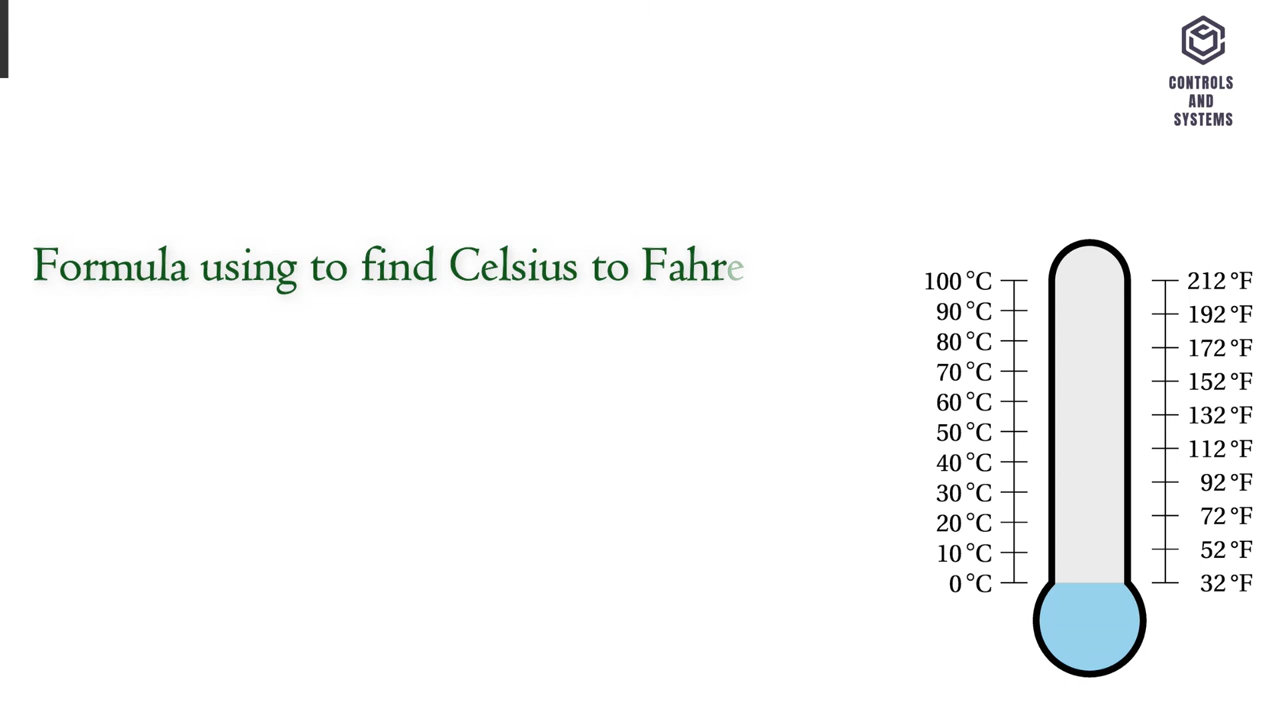 CONTROLS
AND
SYSTEMS
Formula using to find Celsius to Fahre
100 °C
90 °C
80 °C
70 °C
60 °C
50 °C
40 °C
30 °C
20 °C
10 °C
0 °C
212 °F
192 °F
172 °F
152 °F
132 °F
112 °F
92 °F
72 °F
52 °F
32 °F